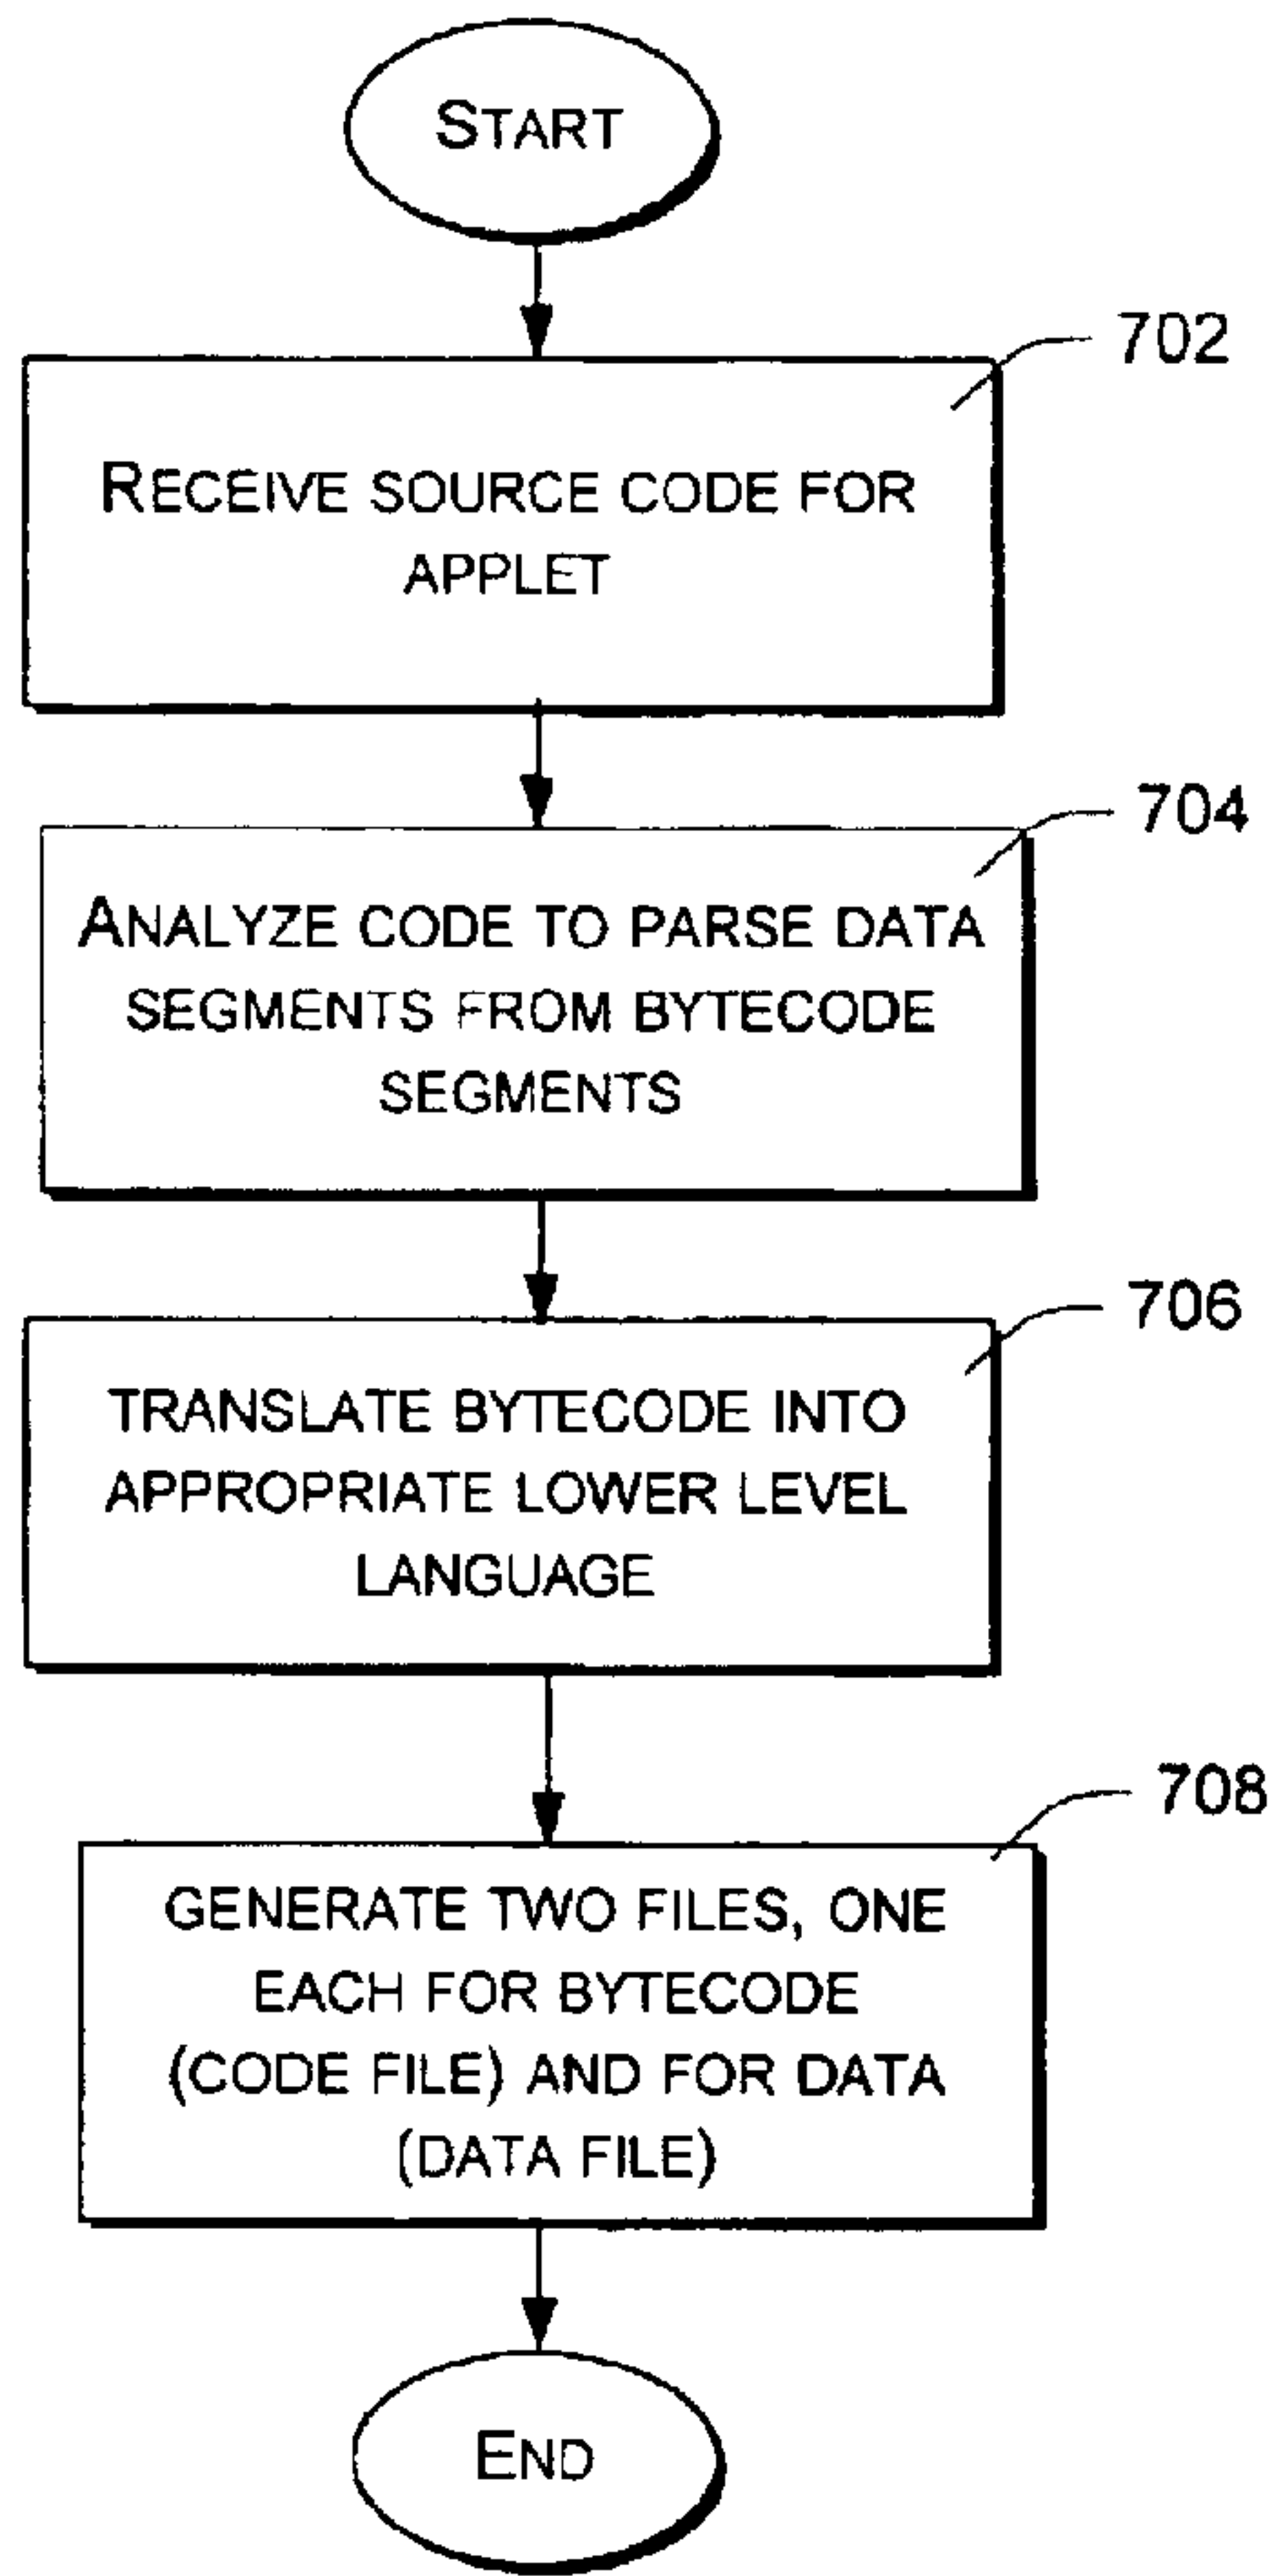 START
702
RECEIVE SOURCE CODE FOR
APPLET
704
ANALYZE CODE TO PARSE DATA
SEGMENTS FROM BYTECODE
SEGMENTS
706
TRANSLATE BYTECODE INTO
APPROPRIATE LOWER LEVEL
LANGUAGE
708
GENERATE TWO FILES, ONE
EACH FOR BYTECODE
(CODE FILE) AND FOR DATA
(DATA FILE)
END